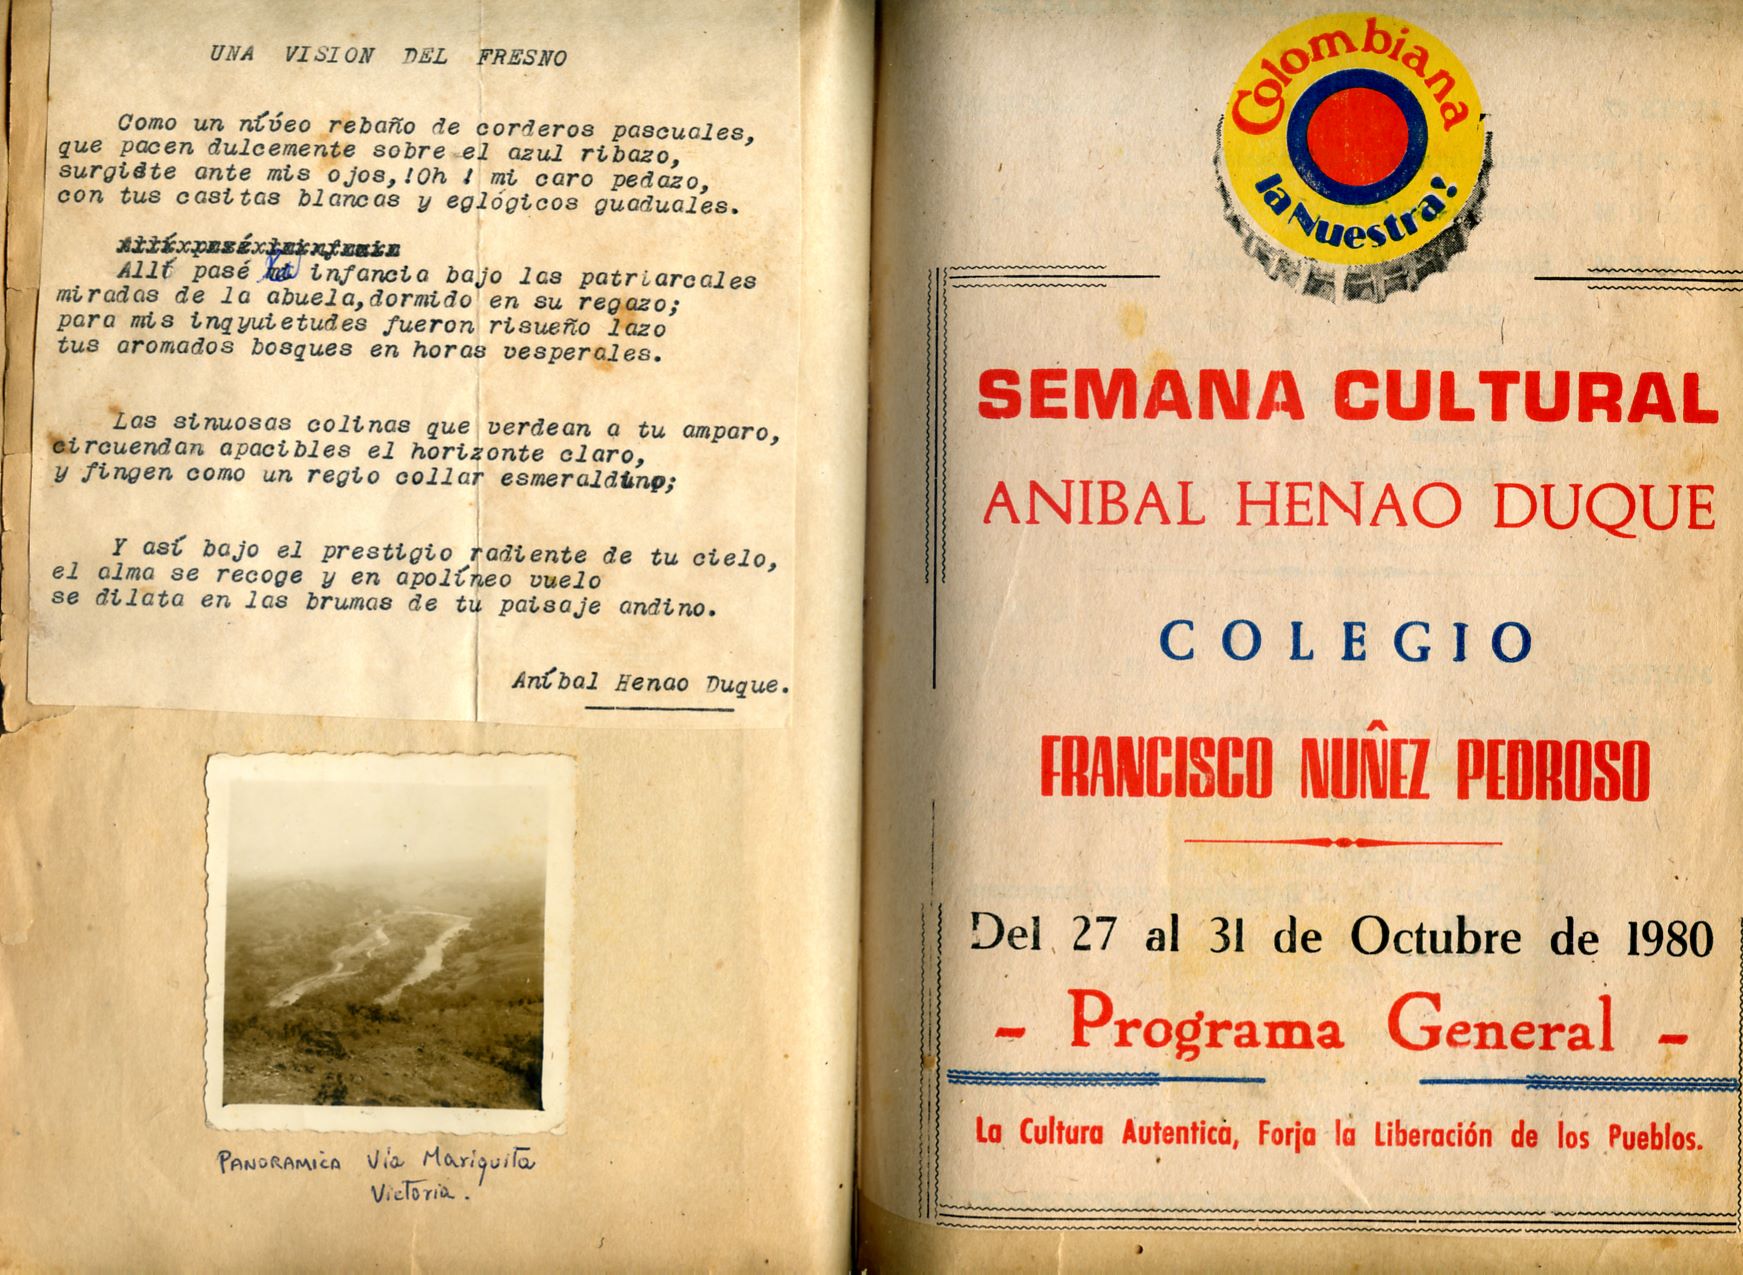 UNA VISION DEL FRESNO
Como un níveo rebaño de corderos pascuales,
que pacen dulcemente sobre el azul ribazo,
surgiste ante mis ojos,!Oh ! mi caro pedazo,
con tus casitas blancas y eglógicos guaduales.
Allí pasé infancia bajo las patriarcales
miradas de la abuela,dormido en su regazo;
para mis inqyuietudes fueron risueño lazo
tus aromados bosques en horas vesperales.
Las sinuosas colinas que verdean a tu amparo,
circuendan apacibles el horizonte claro,
y fingen como un regio collar esmeraldino;
Y así bajo el prestigio radiente de tu cielo,
el alma se recoge y en apolíneo vuelo
se dilata en las brumas de tu paisaje andino.
Aníbal Henao Duque.
PANORAMICA Vía Mariquita
Victoria.
Colombiana
la Nuestra!
SEMANA CULTURAL
ANIBAL HENAO DUQUE
COLEGIO
FRANCISCO NUÑEZ PEDROSO
Del 27 al 31 de Octubre de 1980
- Programa General -
La Cultura Autentica, Forja la Liberación de los Pueblos.